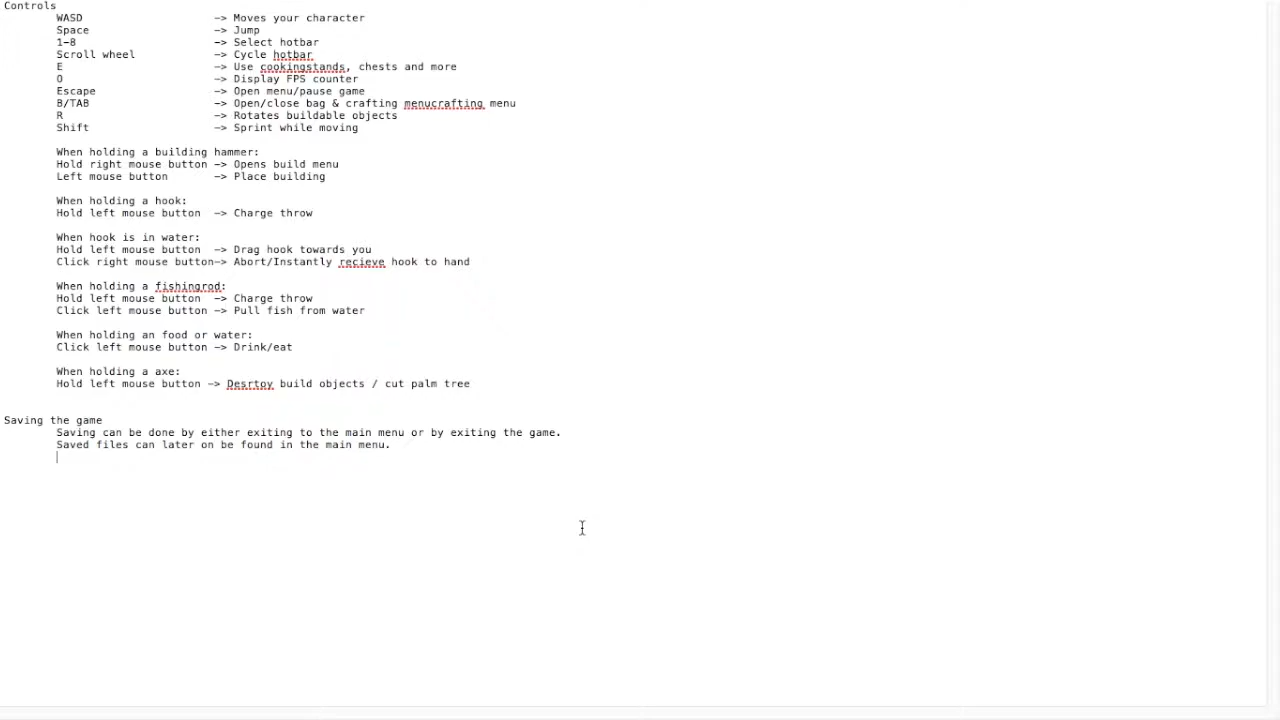 Controls
WASD -> Moves your character
Space -> Jump
1-8 -> Select hotbar
Scroll wheel -> Cycle hotbar
E -> Use cookingstands, chests and more
O -> Display FPS counter
Escape -> Open menu/pause game
B/TAB -> Open/close bag & crafting menucrafting menu
R -> Rotates buildable objects
Shift -> Sprint while moving
When holding a building hammer:
Hold right mouse button -> Opens build menu
Left mouse button -> Place building
When holding a hook:
Hold left mouse button -> Charge throw
When hook is in water:
Hold left mouse button -> Drag hook towards you
Click right mouse button-> Abort/Instantly recieve hook to hand
When holding a fishingrod:
Hold left mouse button -> Charge throw
Click left mouse button -> Pull fish from water
When holding an food or water:
Click left mouse button -> Drink/eat
When holding a axe:
Hold left mouse button -> Desrtoy build objects / cut palm tree
Saving the game
Saving can be done by either exiting to the main menu or by exiting the game.
Saved files can later on be found in the main menu.